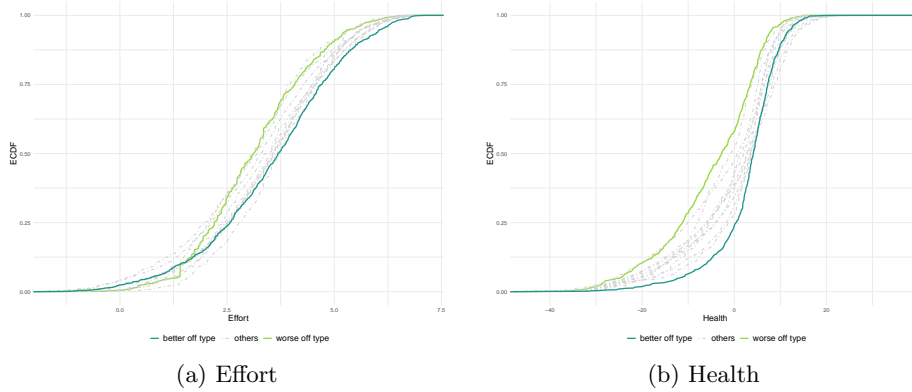 1.00
0.75
0.50
0.25
0.00
ECDF
0.0
2.5
5.0
7.5
Effort
better off type
others
worse off type
(a) Effort
1.00
0.75
0.50
0.25
0.00
ECDF
−40
−20
0
20
Health
better off type
others
worse off type
(b) Health